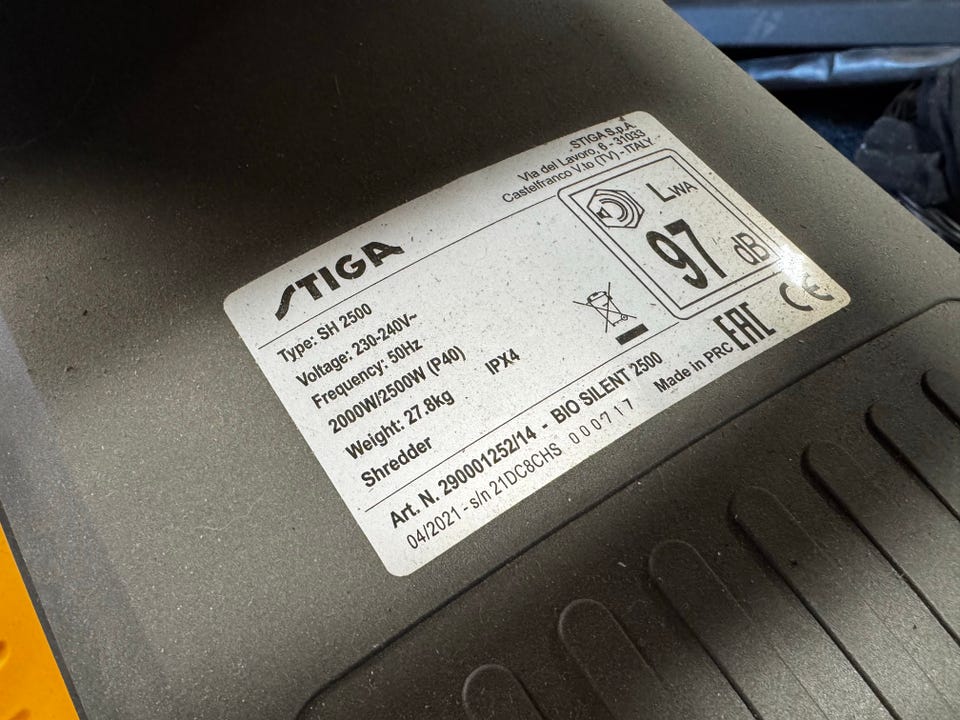 STIGA S.p.A.
Via del Lavoro, 6 - 31033
Castelfranco V.to (TV) - ITALY
STIGA
LWA
97
dB
Type: SH 2500
Voltage: 230-240V~
Frequency: 50Hz
2000W/2500W (P40)
IPX4
Weight: 27.8kg
Shredder
Art. N. 290001252/14 - BIO SILENT 2500
04/2021 - s/n 21DC8CHS 000717
Made in PRC
EAC
CE